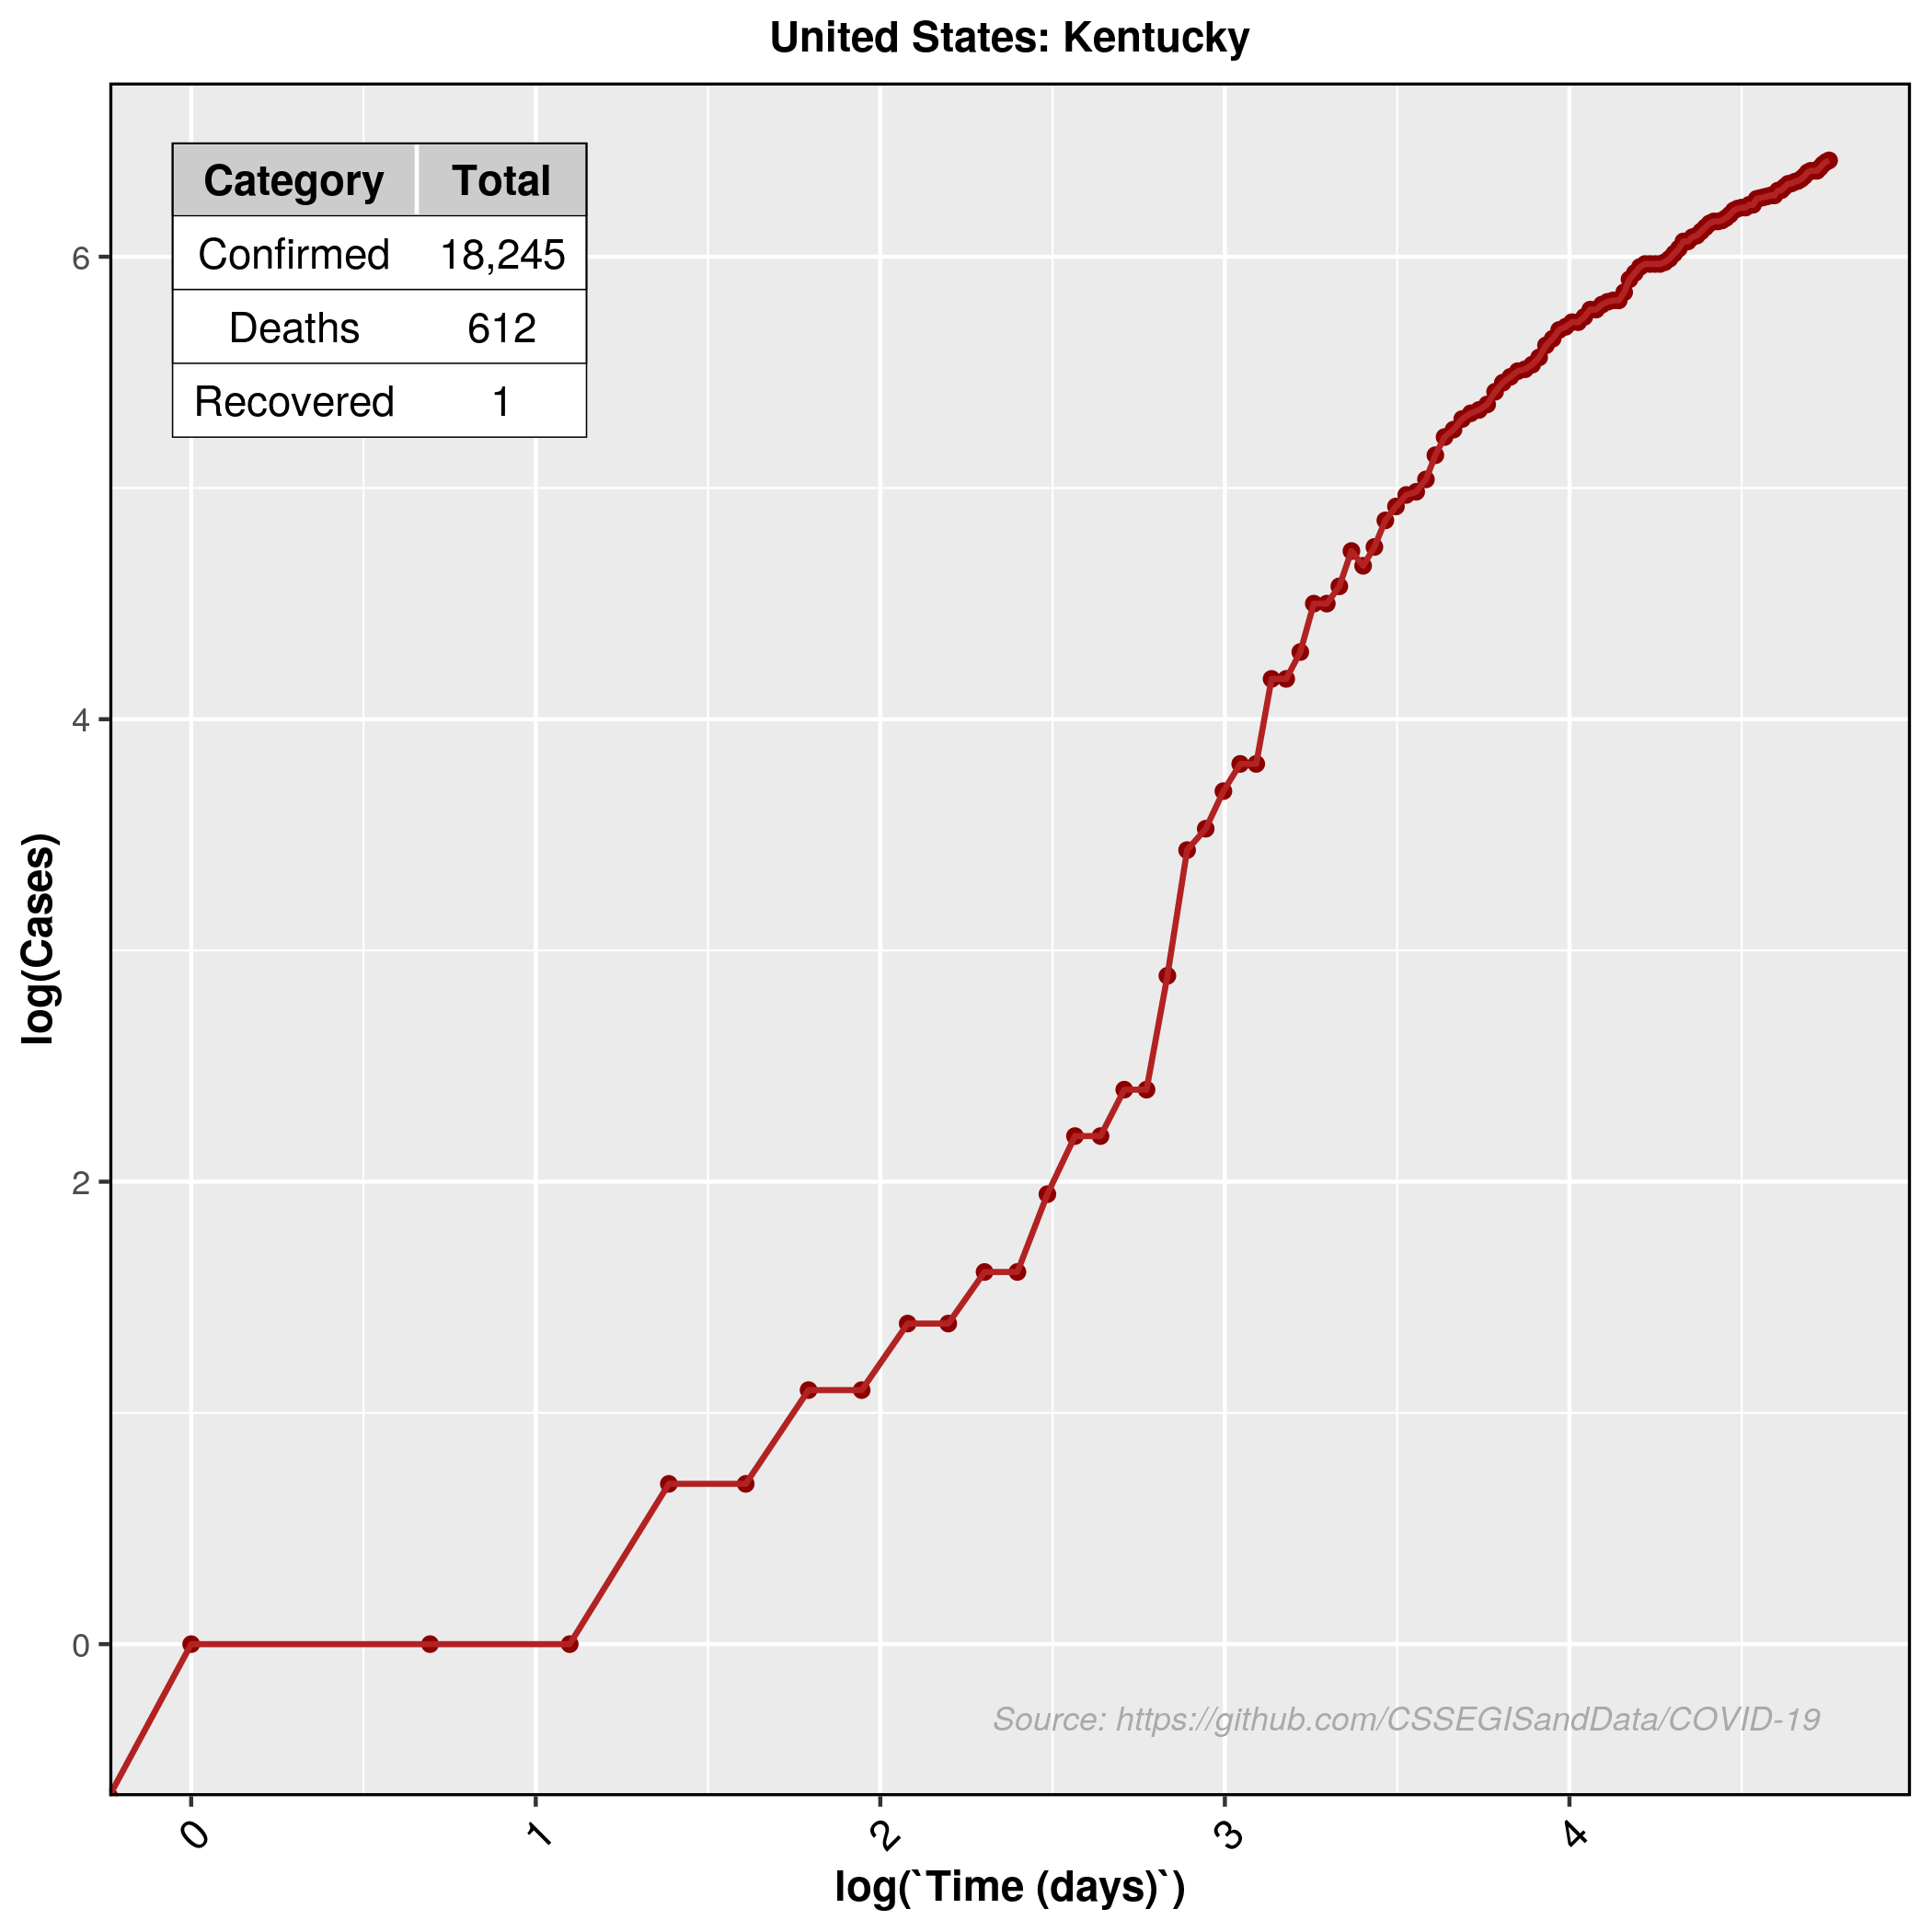 United States: Kentucky
Category Total
Confirmed 18,245
Deaths 612
Recovered 1
6
4
2
0
log(Cases)
Source: https://github.com/CSSEGISandData/COVID-19
0 1 2 3 4
log(`Time (days)`)